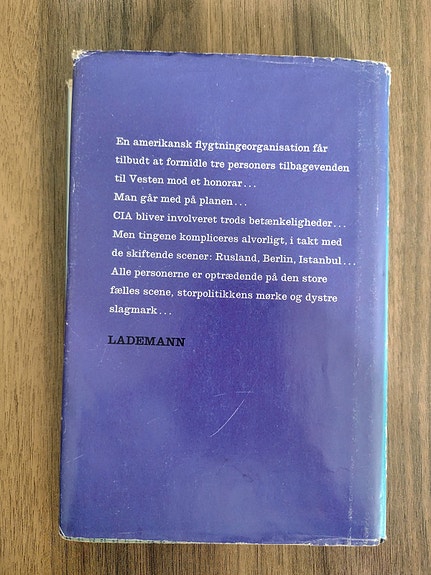 En amerikansk flygtningeorganisation får
tilbudt at formidle tre personers tilbagevenden
til Vesten mod et honorar...
Man går med på planen...
CIA bliver involveret trods betænkeligheder...
Men tingene kompliceres alvorligt, i takt med
de skiftende scener: Rusland, Berlin, Istanbul...
Alle personerne er optrædende på den store
fælles scene, storpolitikkens mørke og dystre
slagmark...
LADEMANN